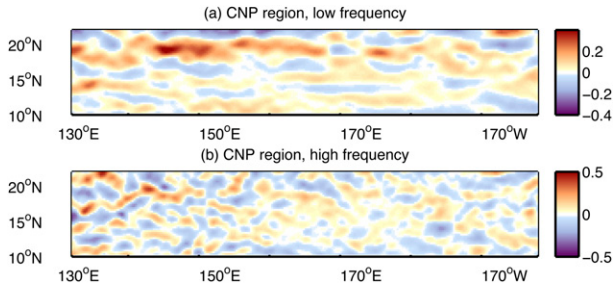 (a) CNP region, low frequency
20°N
15°N
10°N
130°E 150°E 170°E 170°W
0.2
0
−0.2
−0.4
(b) CNP region, high frequency
20°N
15°N
10°N
130°E 150°E 170°E 170°W
0.5
0
−0.5